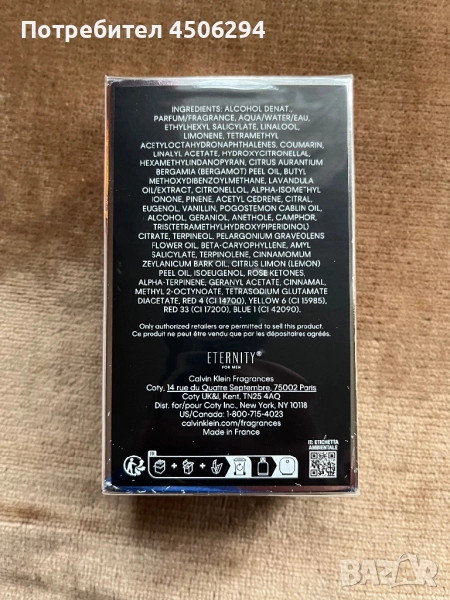 Потребител 4506294
INGREDIENTS: ALCOHOL DENAT.,
PARFUM/FRAGRANCE, AQUA/WATER/EAU,
ETHYLHEXYL SALICYLATE, LINALOOL,
LIMONENE, TETRAMETHYL
ACETYLOCTAHYDRONAPHTHALENES, COUMARIN,
LINALYL ACETATE, HYDROXYCITRONELLAL,
HEXAMETHYLINDANOPYRAN, CITRUS AURANTIUM
BERGAMIA (BERGAMOT) PEEL OIL, BUTYL
METHOXYDIBENZOYLMETHANE, LAVANDULA
OIL/EXTRACT, CITRONELLOL, ALPHA-ISOMETHYL
IONONE, PINENE, ACETYL CEDRENE, CITRAL,
EUGENOL, VANILLIN, POGOSTEMON CABLIN OIL,
ALCOHOL, GERANIOL, ANETHOLE, CAMPHOR,
TRIS(TETRAMETHYLHYDROXYPIPERIDINOL)
CITRATE, TERPINEOL, PELARGONIUM GRAVEOLENS
FLOWER OIL, BETA-CARYOPHYLLENE, AMYL
SALICYLATE, TERPINOLENE, CINNAMOMUM
ZEYLANICUM BARK OIL, CITRUS LIMON (LEMON)
PEEL OIL, ISOEUGENOL, ROSE KETONES,
ALPHA-TERPINENE, GERANYL ACETATE, CINNAMAL,
METHYL 2-OCTYNOATE, TETRASODIUM GLUTAMATE
DIACETATE, RED 4 (CI 14700), YELLOW 6 (CI 15985),
RED 33 (CI 17200), BLUE 1 (CI 42090).
Only authorized retailers are permitted to sell this product.
Ce produit ne peut être vendu que par les dépositaires agréés.
ETERNITY®
FOR MEN
Calvin Klein Fragrances
Coty, 14 rue du Quatre Septembre, 75002 Paris
Coty UK&I, Kent, TN25 4AQ
Dist. for/pour Coty Inc., New York, NY 10118
US/Canada: 1-800-715-4023
calvinklein.com/fragrances
Made in France
IT: ETICHETTA
AMBIENTALE
FR
BAZAR